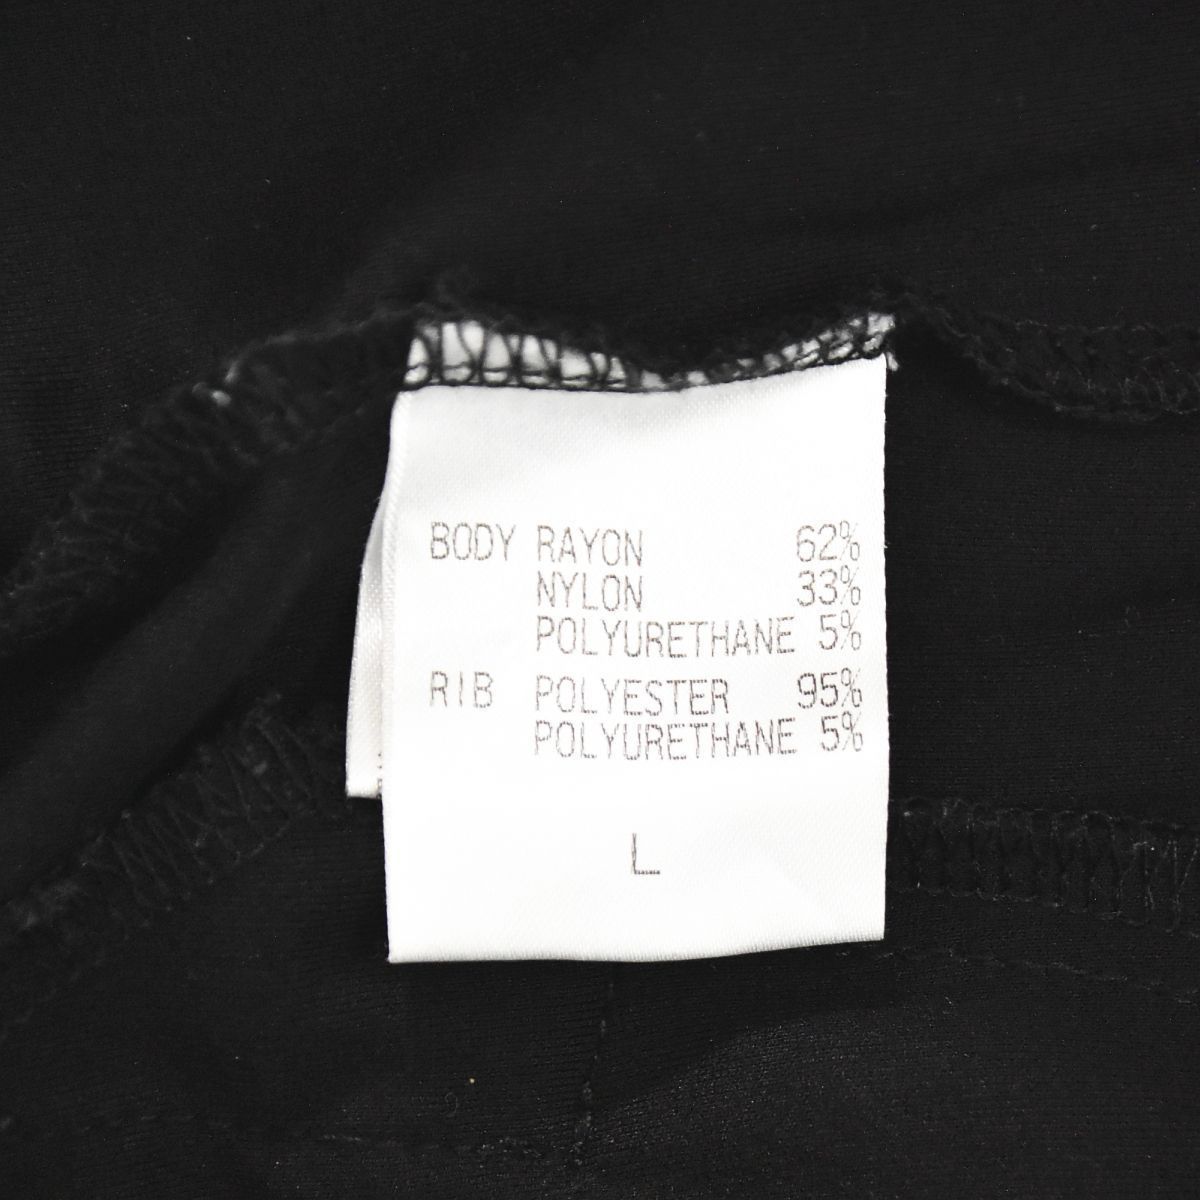 BODY RAYON 62%
NYLON 33%
POLYURETHANE 5%
RIB POLYESTER 95%
POLYURETHANE 5%
L